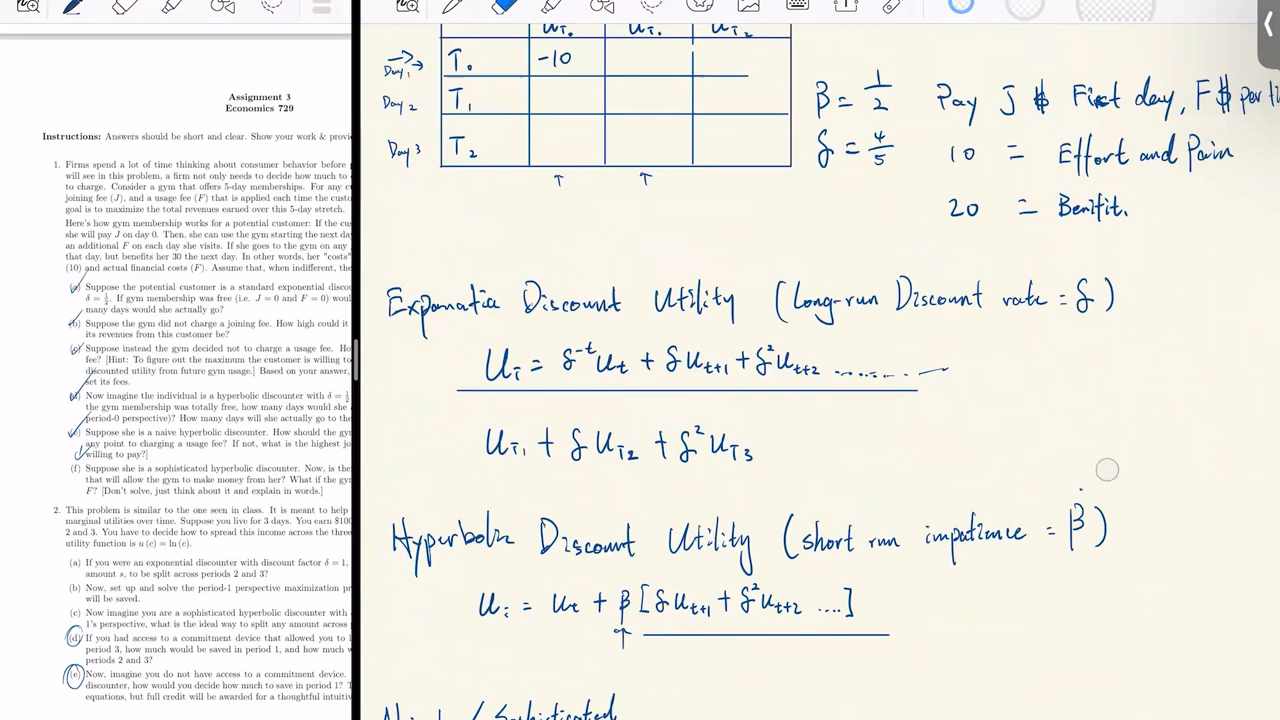 Assignment 3
Economics 729
Instructions: Answers should be short and clear. Show your work & provi
1. Firms spend a lot of time thinking about consumer behavior before
will see in this problem, a firm not only needs to decide how much to
to charge. Consider a gym that offers 5-day memberships. For any c
joining fee (J), and a usage fee (F) that is applied each time the custo
goal is to maximize the total revenues earned over this 5-day stretch.
Here's how gym membership works for a potential customer: If the cu
she will pay J on day 0. Then, she can use the gym starting the next day
an additional F on each day she visits. If she goes to the gym on any
that day, but benefits her 30 the next day. In other words, her "costs"
(10) and actual financial costs (F). Assume that, when indifferent, the
(a) Suppose the potential customer is a standard exponential discou
δ = ½. If gym membership was free (i.e. J = 0 and F = 0) woul
many days would she actually go?
(b) Suppose the gym did not charge a joining fee. How high could it
its revenues from this customer be?
(c) Suppose instead the gym decided not to charge a usage fee. Ho
fee? [Hint: To figure out the maximum the customer is willing to
discounted utility from future gym usage.] Based on your answer,
set its fees.
(d) Now imagine the individual is a hyperbolic discounter with δ = ½
the gym membership was totally free, how many days would she
period-0 perspective)? How many days will she actually go to the
(e) Suppose she is a naive hyperbolic discounter. How should the gy
any point to charging a usage fee? If not, what is the highest jo
willing to pay?]
(f) Suppose she is a sophisticated hyperbolic discounter. Now, is the
that will allow the gym to make money from her? What if the gy
F? [Don't solve, just think about it and explain in words.]
2. This problem is similar to the one seen in class. It is meant to help
marginal utilities over time. Suppose you live for 3 days. You earn $100
2 and 3. You have to decide how to spread this income across the three
utility function is u (c) = ln(c).
(a) If you were an exponential discounter with discount factor δ = 1,
amount s, to be split across periods 2 and 3?
(b) Now, set up and solve the period-1 perspective maximization pr
will be saved.
(c) Now imagine you are a sophisticated hyperbolic discounter with
1's perspective, what is the ideal way to split any amount across
(d) If you had access to a commitment device that allowed you to 1
period 3, how much would be saved in period 1, and how much w
periods 2 and 3?
(e) Now, imagine you do not have access to a commitment device.
discounter, how would you decide how much to save in period 1? T
equations, but full credit will be awarded for a thoughtful intuitiv
U_T0 U_T1 U_T2
Day 1 T0 -10
Day 2 T1
Day 3 T2
β = 1/2 Pay J $ First day, F $ per ti
δ = 4/5 10 = Effort and Pain
20 = Benifit.
Exponatia Discount Utility (Long-run Discount rate = δ)
U_T = δ^-t U_t + δ U_t+1 + δ² U_t+2 ..........
U_T1 + δ U_T2 + δ² U_T3
Hyperbolic Discount Utility (short run impatience = β)
U_i = U_t + β [δ U_t+1 + δ² U_t+2 ....]